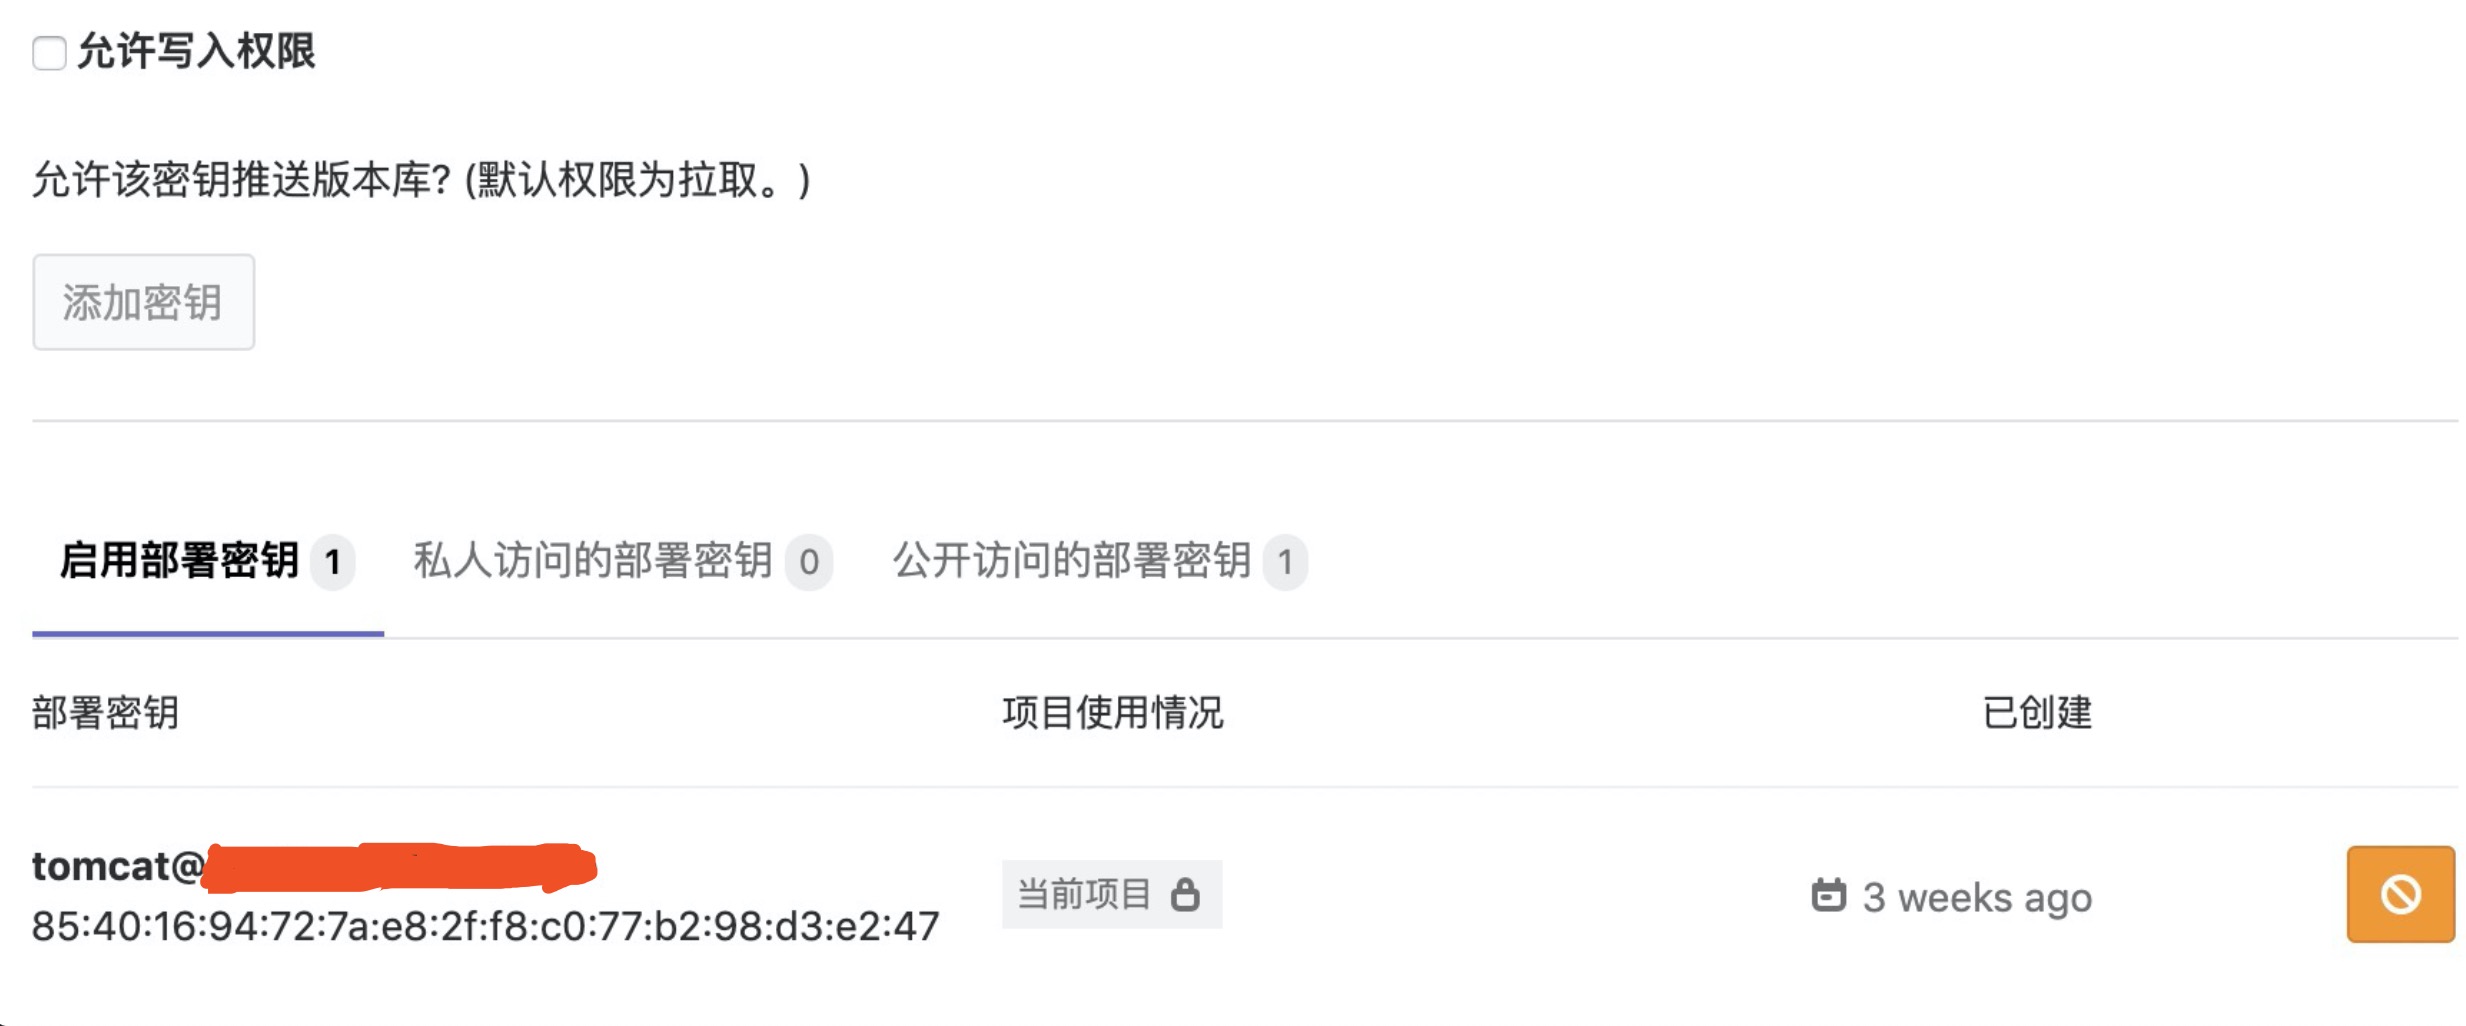 允许写入权限
允许该密钥推送版本库? (默认权限为拉取。)
添加密钥
启用部署密钥 1 私人访问的部署密钥 0 公开访问的部署密钥 1
部署密钥 项目使用情况 已创建
tomcat@
85:40:16:94:72:7a:e8:2f:f8:c0:77:b2:98:d3:e2:47
当前项目
3 weeks ago